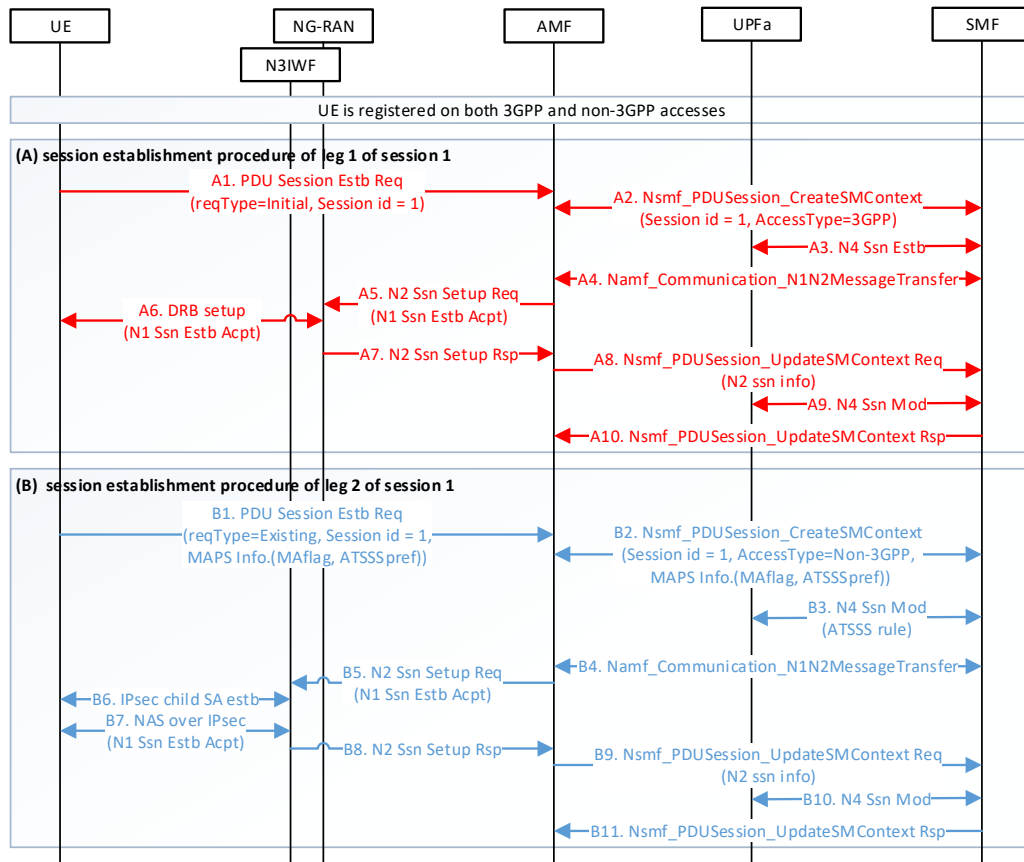 UE
NG-RAN
AMF
UPFa
SMF
N3IWF
UE is registered on both 3GPP and non-3GPP accesses
(A) session establishment procedure of leg 1 of session 1
A1. PDU Session Estb Req
(reqType=Initial, Session id = 1)
A2. Nsmf_PDUSession_CreateSMContext
(Session id = 1, AccessType=3GPP)
A3. N4 Ssn Estb
A4. Namf_Communication_N1N2MessageTransfer
A5. N2 Ssn Setup Req
(N1 Ssn Estb Acpt)
A6. DRB setup
(N1 Ssn Estb Acpt)
A7. N2 Ssn Setup Rsp
A8. Nsmf_PDUSession_UpdateSMContext Req
(N2 ssn info)
A9. N4 Ssn Mod
A10. Nsmf_PDUSession_UpdateSMContext Rsp
(B) session establishment procedure of leg 2 of session 1
B1. PDU Session Estb Req
(reqType=Existing, Session id = 1,
MAPS Info.(MAflag, ATSSSpref)
B2. Nsmf_PDUSession_CreateSMContext
(Session id = 1, AccessType=Non-3GPP,
MAPS Info.(MAflag, ATSSSpref))
B3. N4 Ssn Mod
(ATSSS rule)
B4. Namf_Communication_N1N2MessageTransfer
B5. N2 Ssn Setup Req
(N1 Ssn Estb Acpt)
B6. IPsec child SA estb
B7. NAS over IPsec
(N1 Ssn Estb Acpt)
B8. N2 Ssn Setup Rsp
B9. Nsmf_PDUSession_UpdateSMContext Req
(N2 ssn info)
B10. N4 Ssn Mod
B11. Nsmf_PDUSession_UpdateSMContext Rsp